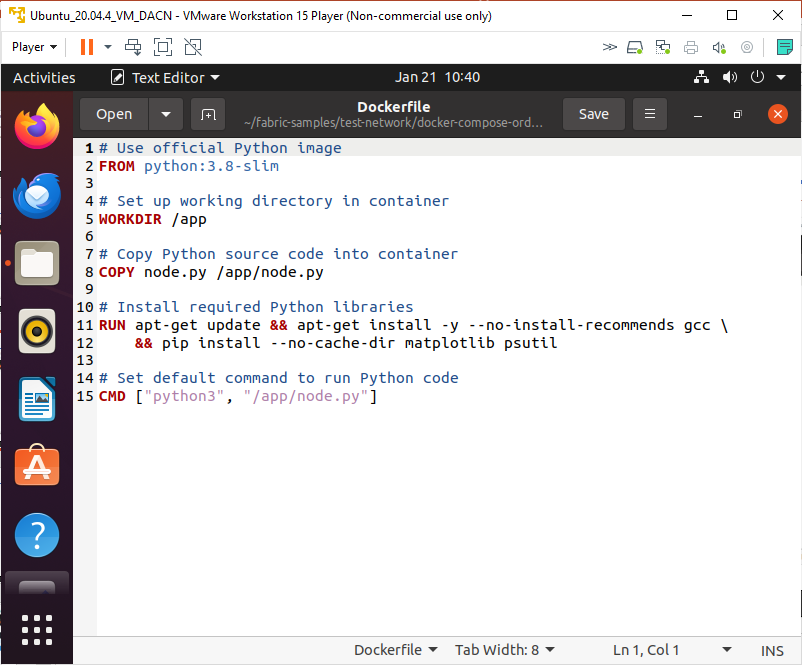 Ubuntu_20.04.4_VM_DACN - VMware Workstation 15 Player (Non-commercial use only)
Player
Activities Text Editor Jan 21 10:40
Open Dockerfile Save
~/fabric-samples/test-network/docker-compose-ord...
1 # Use official Python image
2 FROM python:3.8-slim
3
4 # Set up working directory in container
5 WORKDIR /app
6
7 # Copy Python source code into container
8 COPY node.py /app/node.py
9
10 # Install required Python libraries
11 RUN apt-get update && apt-get install -y --no-install-recommends gcc \
12     && pip install --no-cache-dir matplotlib psutil
13
14 # Set default command to run Python code
15 CMD ["python3", "/app/node.py"]
Dockerfile Tab Width: 8 Ln 1, Col 1 INS